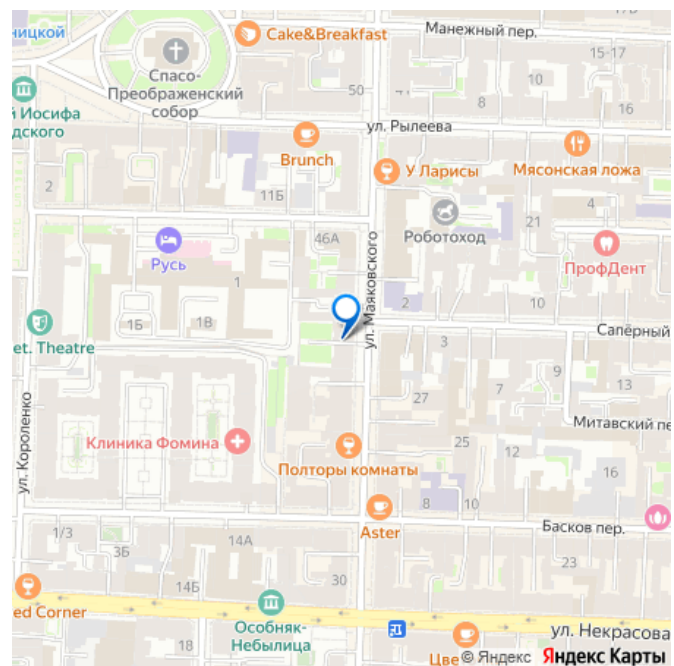 ницкой
Cake&Breakfast
Манежный пер.
15-17
Спасо-
Преображенский
собор
50
10
4
8
16
й Иосифа
дского
ул. Рылеева
Brunch
У Ларисы
Мясонская ложа
2
11Б
4
21
46А
Роботоход
ПрофДент
Русь
ул. Маяковского
1
2
10
1Б
1В
Сапёрный
et. Theatre
3
9
7
13
27
Митавский пе
ул. Короленко
Клиника Фомина
25
12
Полторы комнаты
16
8
10
Aster
Басков пер.
1/3
3Б
14А
23
30
14Б
ed Corner
Особняк-
Небылица
ул. Некрасова
18
Цве
© Яндекс Яндекс Карты